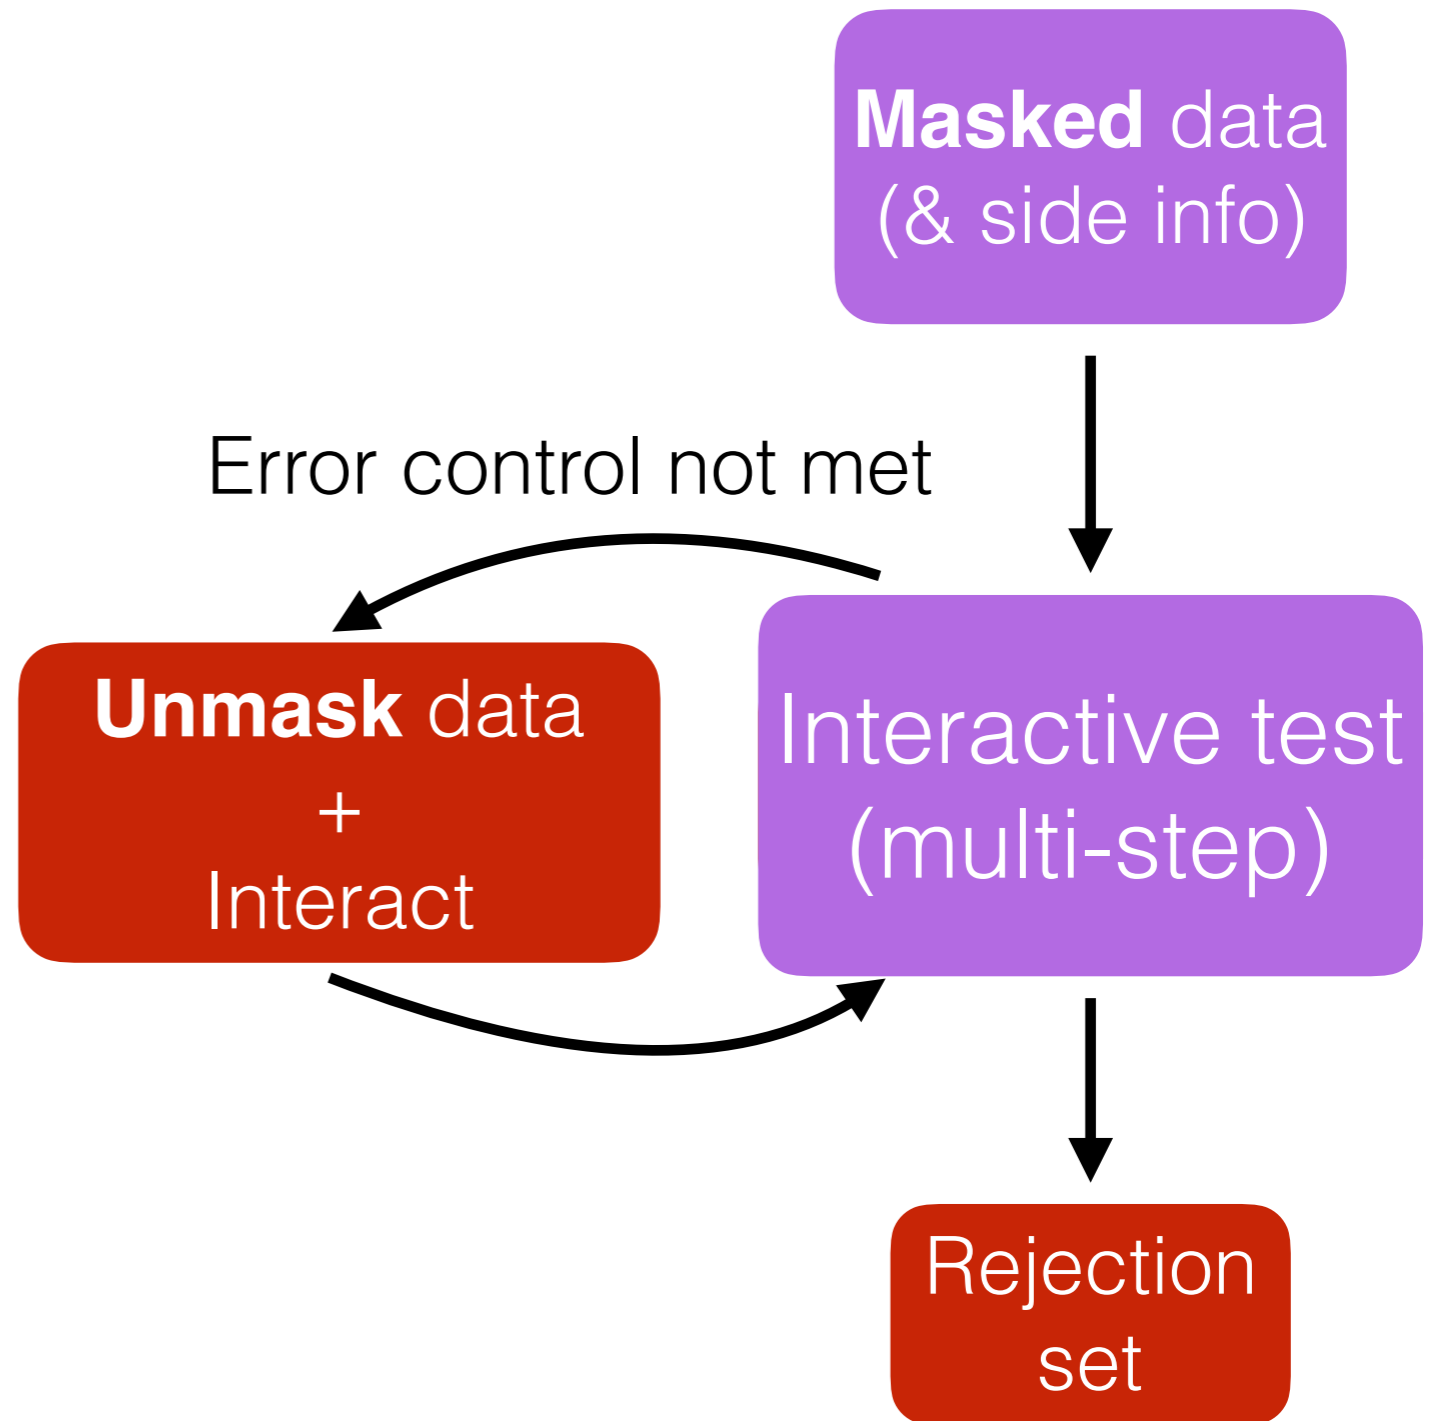 Masked data
(& side info)
Error control not met
Unmask data
+
Interact
Interactive test
(multi-step)
Rejection
set